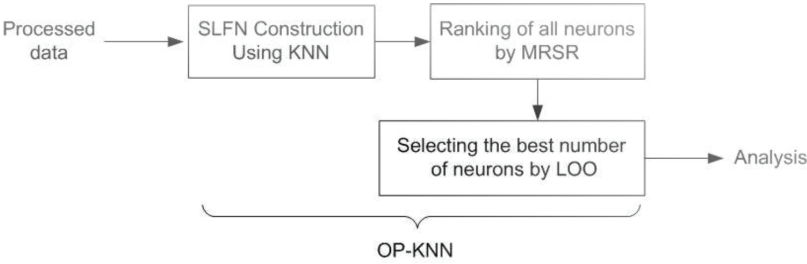 Processed
data
SLFN Construction
Using KNN
Ranking of all neurons
by MRSR
Selecting the best number
of neurons by LOO
Analysis
OP-KNN